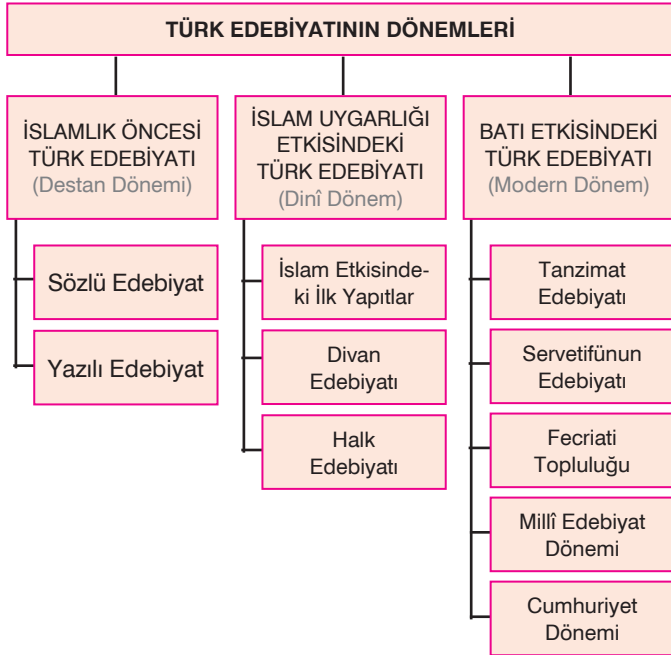 TÜRK EDEBİYATININ DÖNEMLERİ
İSLAMLIK ÖNCESİ
TÜRK EDEBİYATI
(Destan Dönemi)
Sözlü Edebiyat
Yazılı Edebiyat
İSLAM UYGARLIĞI
ETKİSİNDEKİ
TÜRK EDEBİYATI
(Dinî Dönem)
İslam Etkisinde-
ki İlk Yapıtlar
Divan
Edebiyatı
Halk
Edebiyatı
BATI ETKİSİNDEKİ
TÜRK EDEBİYATI
(Modern Dönem)
Tanzimat
Edebiyatı
Servetifünun
Edebiyatı
Fecriati
Topluluğu
Millî Edebiyat
Dönemi
Cumhuriyet
Dönemi